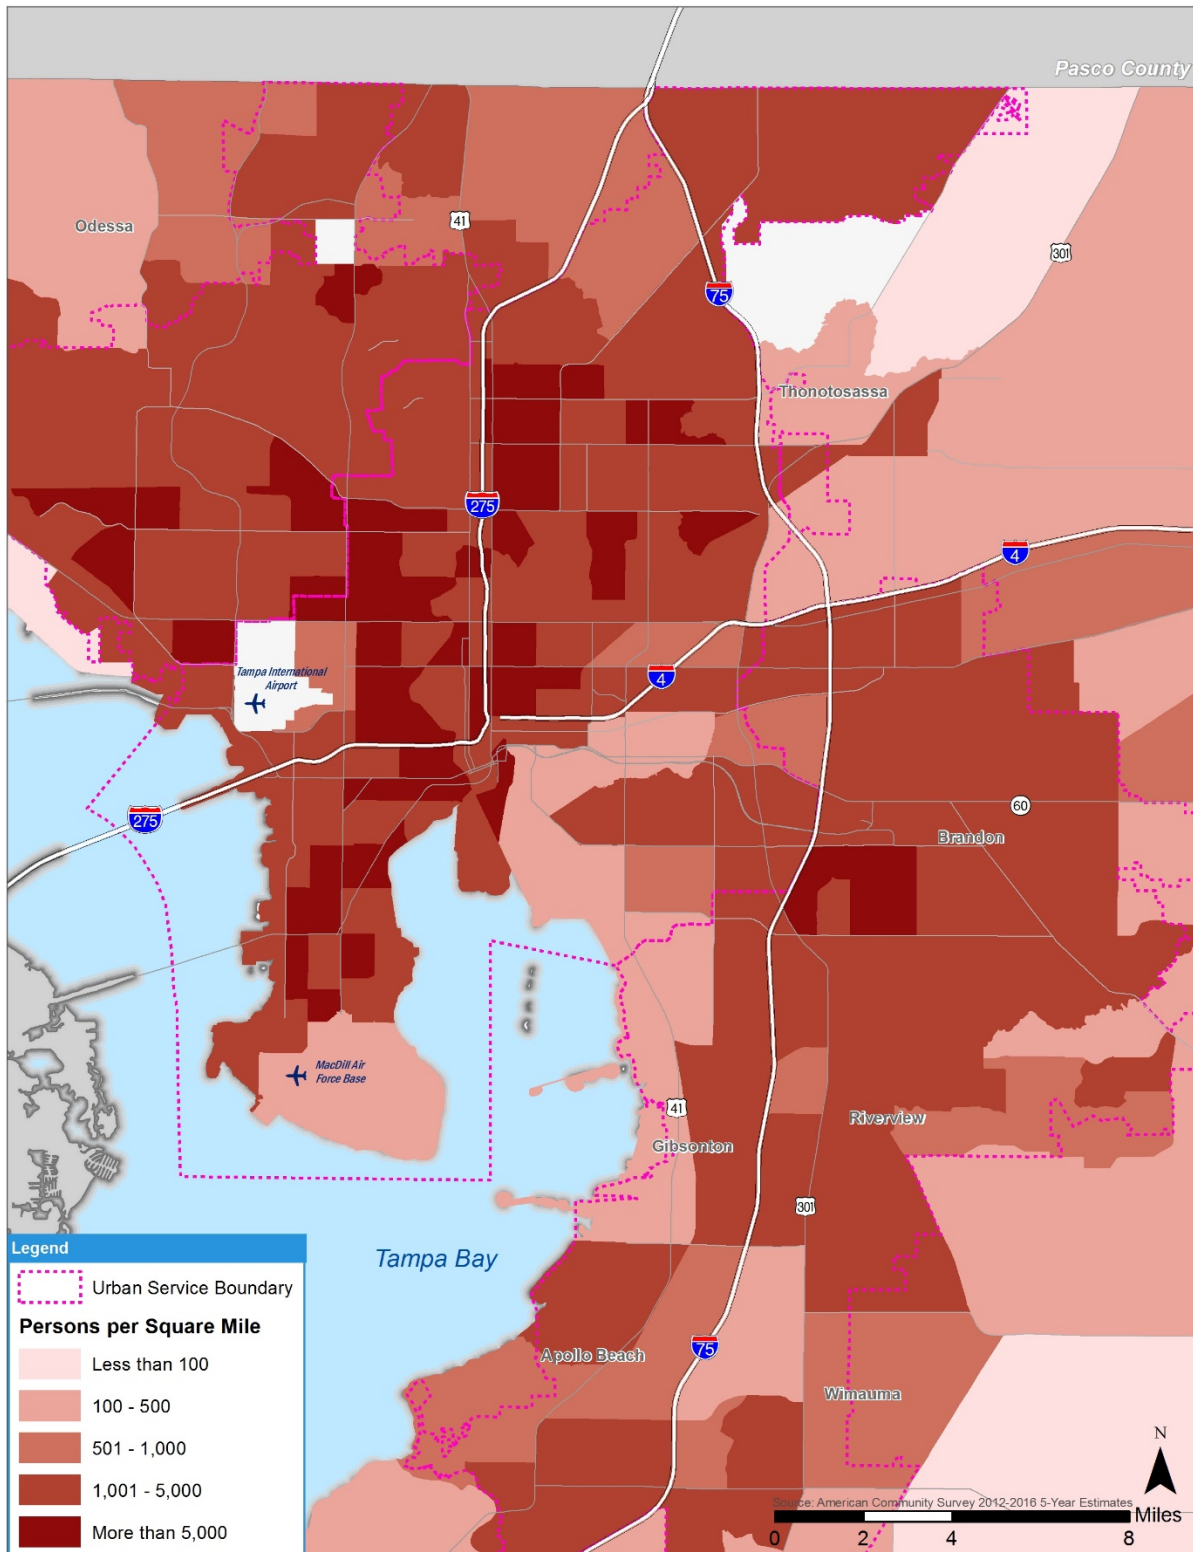 Pasco County
Odessa
41
301
75
Thonotosassa
275
4
Tampa International
Airport
4
275
60
Brandon
MacDill Air
Force Base
41
Gibsonton
Riverview
301
Tampa Bay
Apollo Beach
75
Wimauma
Legend
Urban Service Boundary
Persons per Square Mile
Less than 100
100 - 500
501 - 1,000
1,001 - 5,000
More than 5,000
N
Source: American Community Survey 2012-2016 5-Year Estimates
Miles
0 2 4 8